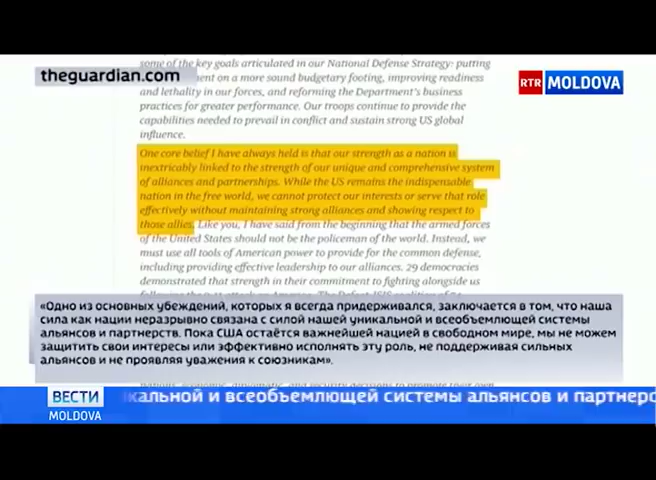 theguardian.com
RTR MOLDOVA
some of the key goals articulated in our National Defense Strategy: putting
ment on a more sound budgetary footing, improving readiness
and lethality in our forces, and reforming the Department's business
practices for greater performance. Our troops continue to provide the
capabilities needed to prevail in conflict and sustain strong US global
influence.
One core belief I have always held is that our strength as a nation is
inextricably linked to the strength of our unique and comprehensive system
of alliances and partnerships. While the US remains the indispensable
nation in the free world, we cannot protect our interests or serve that role
effectively without maintaining strong alliances and showing respect to
those allies. Like you, I have said from the beginning that the armed forces
of the United States should not be the policeman of the world. Instead, we
must use all tools of American power to provide for the common defense,
including providing effective leadership to our alliances. 29 democracies
demonstrated that strength in their commitment to fighting alongside us
«Одно из основных убеждений, которых я всегда придерживался, заключается в том, что наша
сила как нации неразрывно связана с силой нашей уникальной и всеобъемлющей системы
альянсов и партнерств. Пока США остаётся важнейшей нацией в свободном мире, мы не можем
защитить свои интересы или эффективно исполнять эту роль, не поддерживая сильных
альянсов и не проявляя уважения к союзникам».
ВЕСТИ
MOLDOVA
кальной и всеобъемлющей системы альянсов и партнерс